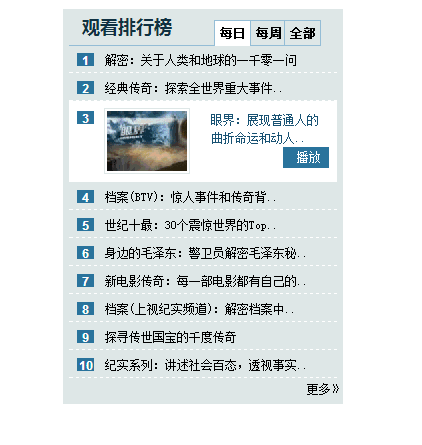 观看排行榜
每日 每周 全部
1 解密：关于人类和地球的一千零一问
2 经典传奇：探索全世界重大事件..
3 眼界：展现普通人的
曲折命运和动人..
播放
4 档案(BTV)：惊人事件和传奇背..
5 世纪十最：30个震惊世界的Top..
6 身边的毛泽东：警卫员解密毛泽东秘..
7 新电影传奇：每一部电影都有自己的..
8 档案(上视纪实频道)：解密档案中..
9 探寻传世国宝的千度传奇
10 纪实系列：讲述社会百态，透视事实..
更多》